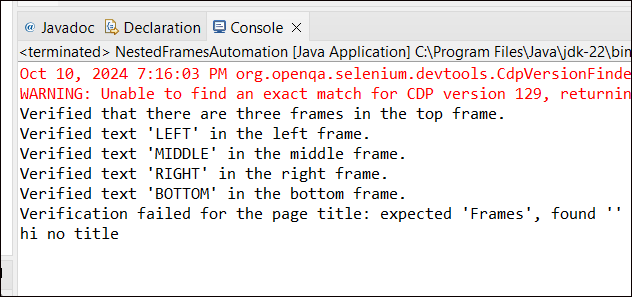 @ Javadoc Declaration Console
<terminated> NestedFramesAutomation [Java Application] C:\Program Files\Java\jdk-22\bin
Oct 10, 2024 7:16:03 PM org.openqa.selenium.devtools.CdpVersionFinde
WARNING: Unable to find an exact match for CDP version 129, returnin
Verified that there are three frames in the top frame.
Verified text 'LEFT' in the left frame.
Verified text 'MIDDLE' in the middle frame.
Verified text 'RIGHT' in the right frame.
Verified text 'BOTTOM' in the bottom frame.
Verification failed for the page title: expected 'Frames', found ''
hi no title